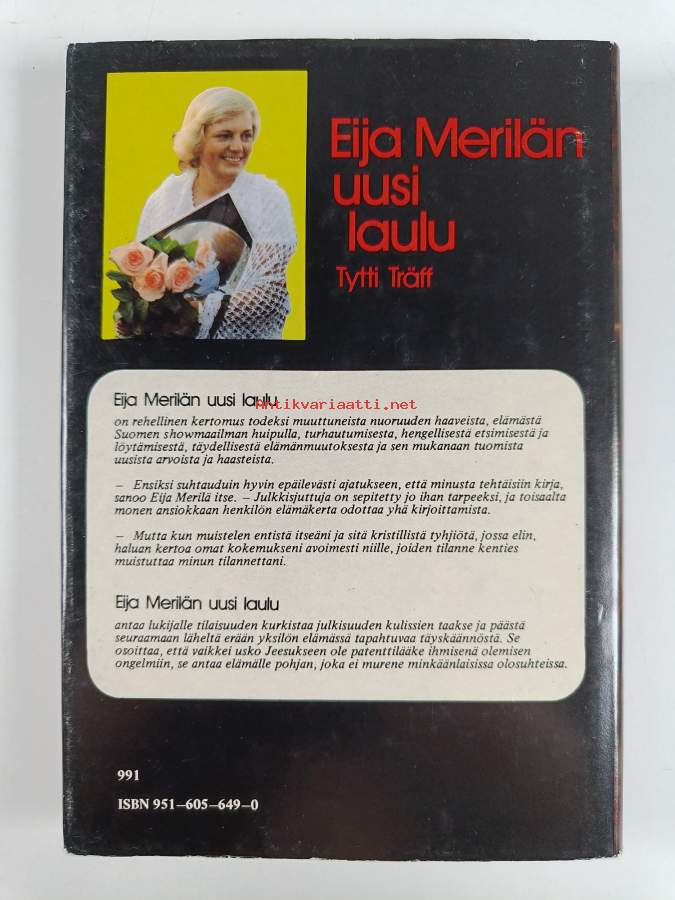 Eija Merilän
uusi
laulu
Tytti Träff
Eija Merilän uusi laulu
Antikvariaatti.net
on rehellinen kertomus todeksi muuttuneista nuoruuden haaveista, elämästä
Suomen showmaailman huipulla, turhautumisesta, hengellisestä etsimisestä ja
löytämisestä, täydellisestä elämänmuutoksesta ja sen mukanaan tuomista
uusista arvoista ja haasteista.
– Ensiksi suhtauduin hyvin epäilevästi ajatukseen, että minusta tehtäisiin kirja,
sanoo Eija Merilä itse. – Julkkisjuttuja on sepitetty jo ihan tarpeeksi, ja toisaalta
monen ansiokkaan henkilön elämäkerta odottaa yhä kirjoittamista.
– Mutta kun muistelen entistä itseäni ja sitä kristillistä tyhjiötä, jossa elin,
haluan kertoa omat kokemukseni avoimesti niille, joiden tilanne kenties
muistuttaa minun tilannettani.
Eija Merilän uusi laulu
antaa lukijalle tilaisuuden kurkistaa julkisuuden kulissien taakse ja päästä
seuraamaan läheltä erään yksilön elämässä tapahtuvaa täyskäännöstä. Se
osoittaa, että vaikkei usko Jeesukseen ole patenttilääke ihmisenä olemisen
ongelmiin, se antaa elämälle pohjan, joka ei murene minkäänlaisissa olosuhteissa.
991
ISBN 951–605–649–0